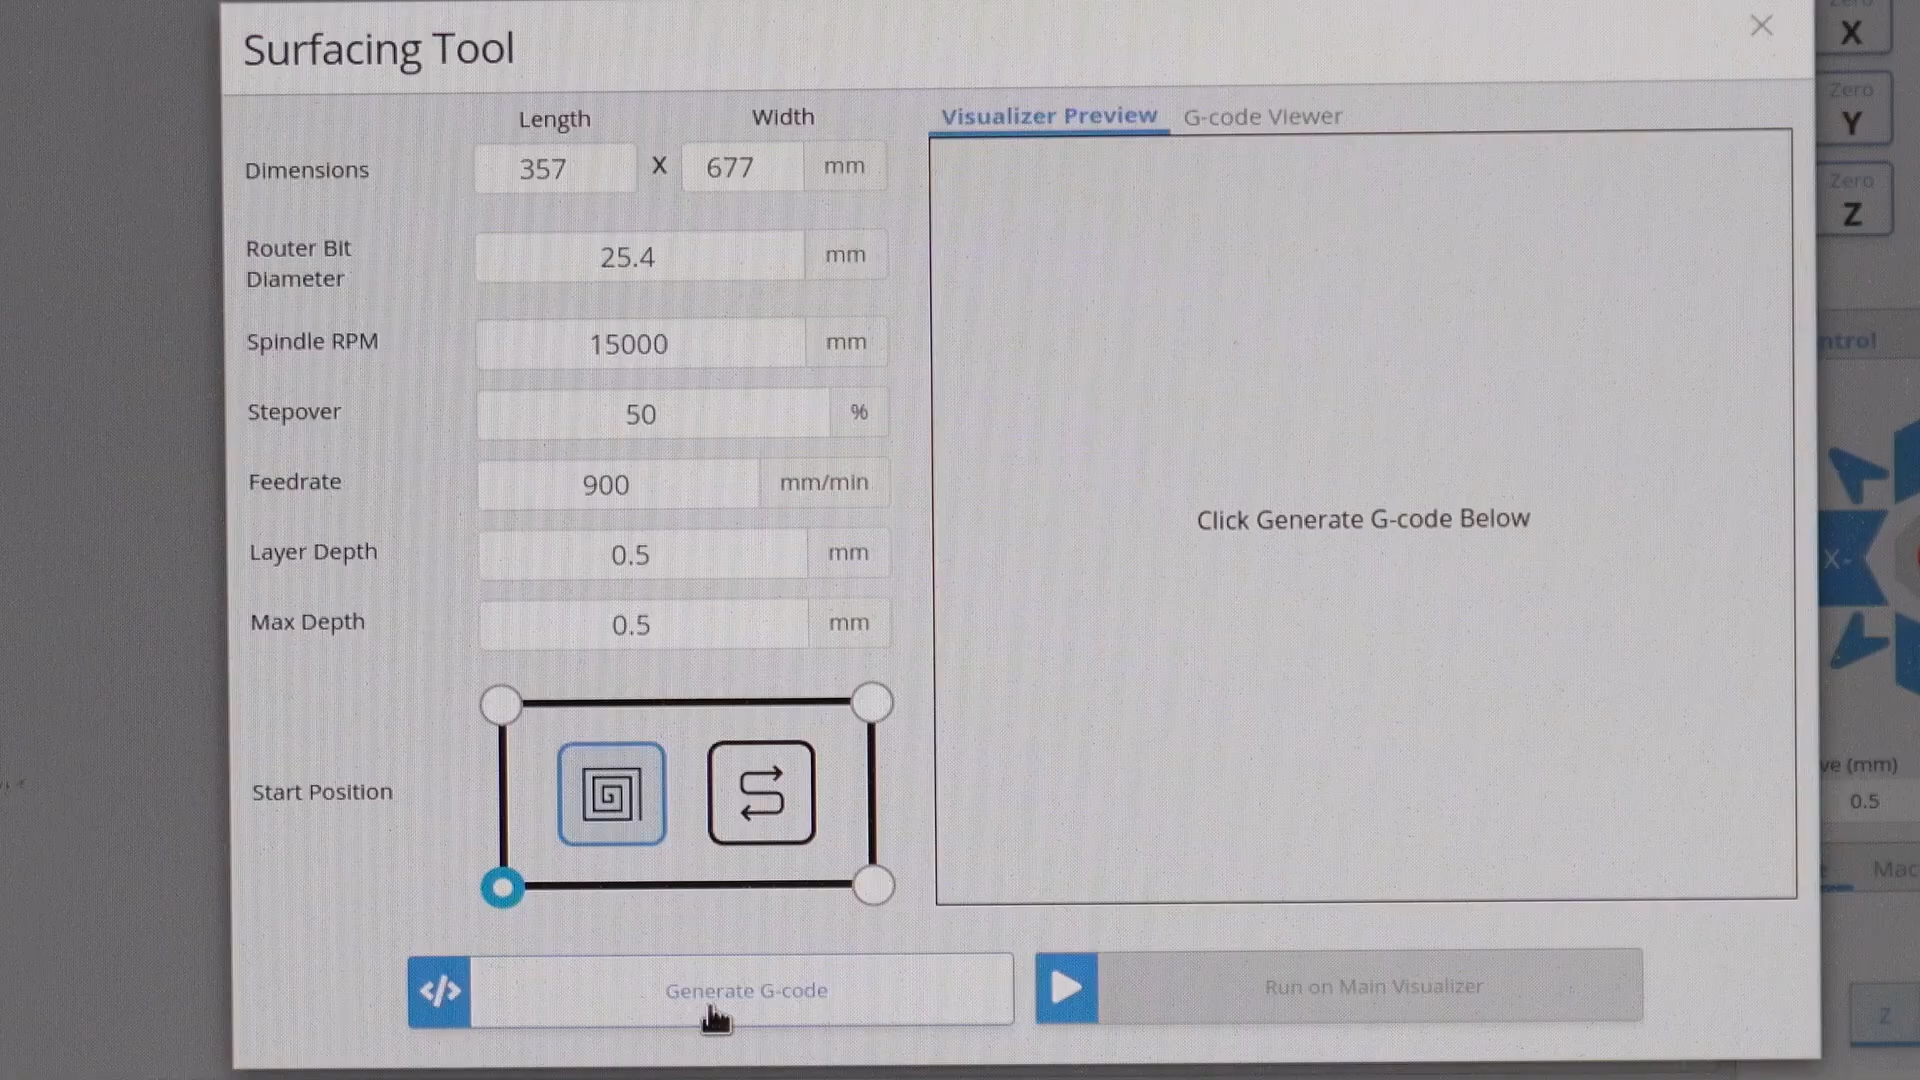 Surfacing Tool
Length Width
Dimensions 357 X 677 mm
Router Bit
Diameter 25.4 mm
Spindle RPM 15000 mm
Stepover 50 %
Feedrate 900 mm/min
Layer Depth 0.5 mm
Max Depth 0.5 mm
Start Position
</> Generate G-code
Visualizer Preview G-code Viewer
Click Generate G-code Below
Run on Main Visualizer
X
Zero
Y
Zero
Z
ntrol
X-
ve (mm)
0.5
Mac
Z